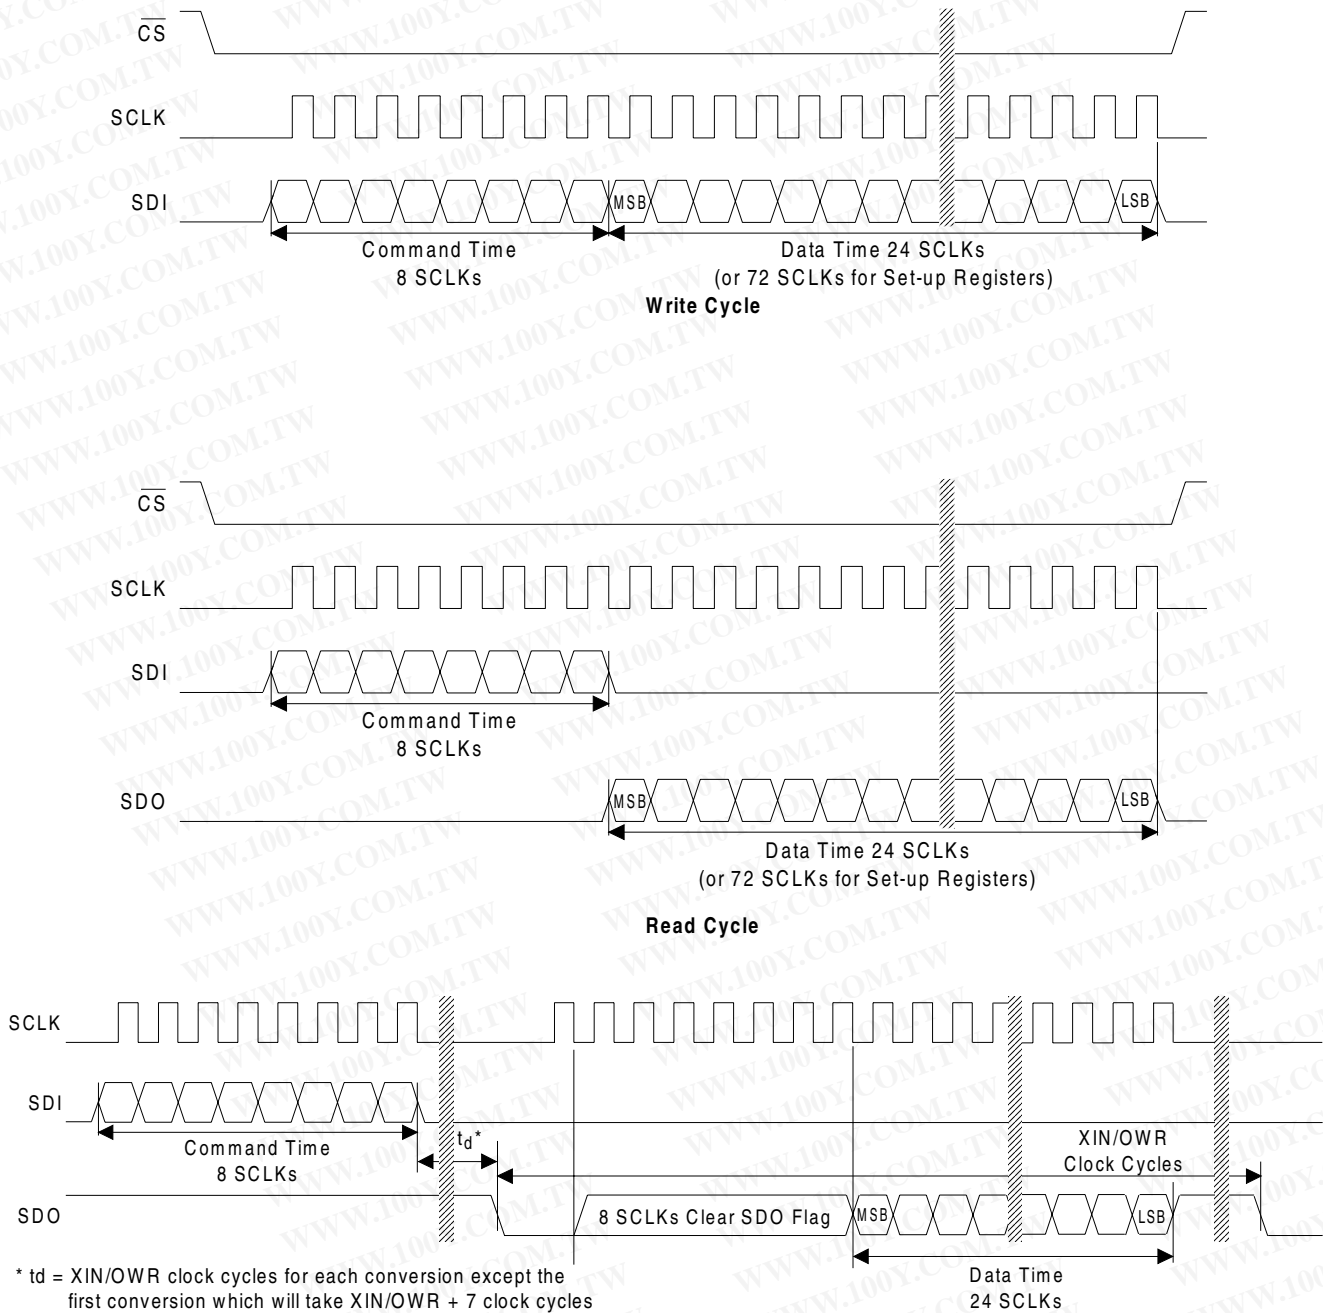 CS
SCLK
SDI
MSB
LSB
Command Time
8 SCLKs
Data Time 24 SCLKs
(or 72 SCLKs for Set-up Registers)
Write Cycle
CS
SCLK
SDI
Command Time
8 SCLKs
SDO
MSB
LSB
Data Time 24 SCLKs
(or 72 SCLKs for Set-up Registers)
Read Cycle
SCLK
SDI
Command Time
8 SCLKs
td*
XIN/OWR
Clock Cycles
SDO
8 SCLKs Clear SDO Flag
MSB
LSB
Data Time
24 SCLKs
* td = XIN/OWR clock cycles for each conversion except the
first conversion which will take XIN/OWR + 7 clock cycles
WWW.100Y.COM.TW